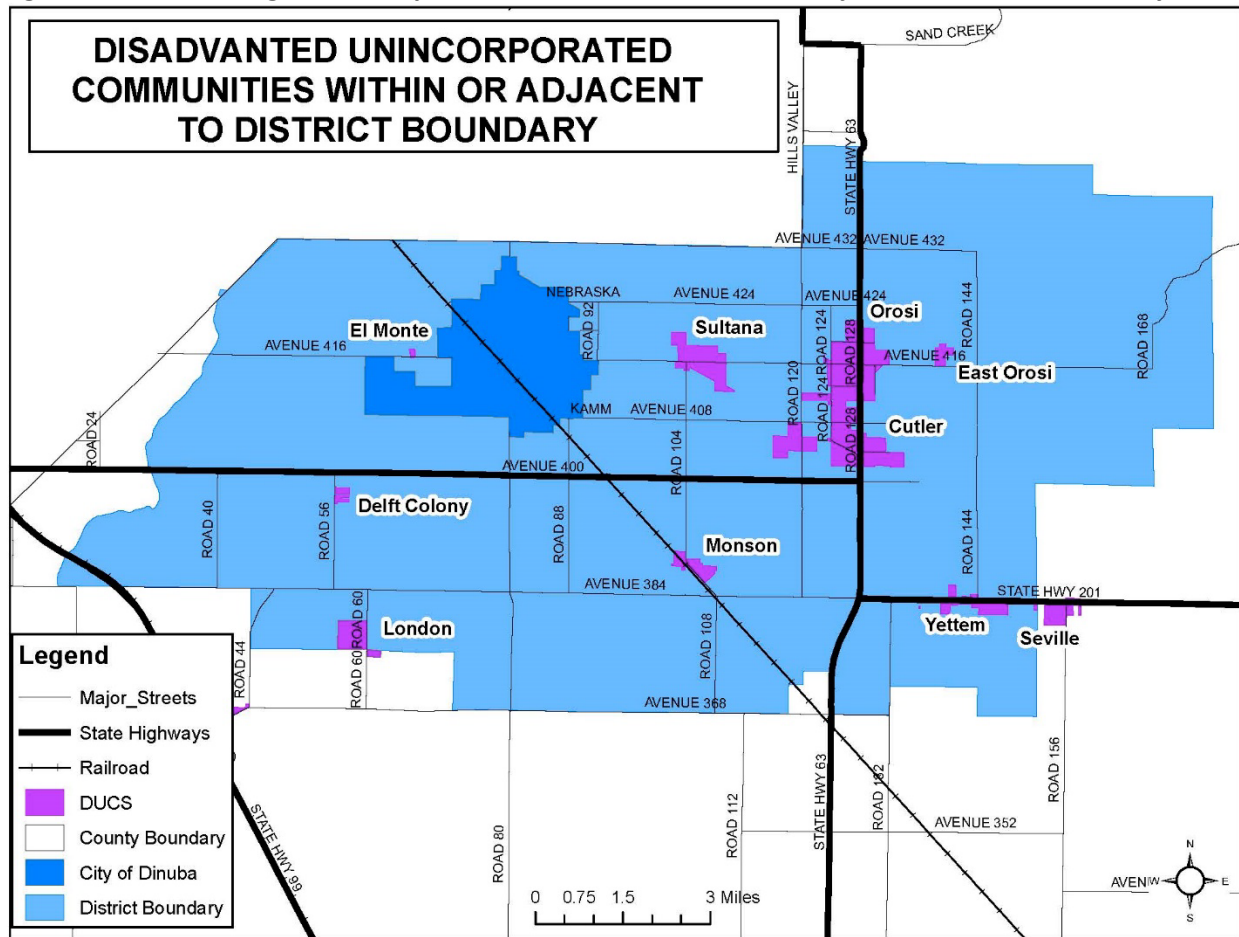 DISADVANTED UNINCORPORATED
COMMUNITIES WITHIN OR ADJACENT
TO DISTRICT BOUNDARY
SAND CREEK
HILLS VALLEY
STATE HWY 63
AVENUE 432
AVENUE 432
NEBRASKA
AVENUE 424
AVENUE 424
ROAD 92
ROAD 124
ROAD 128
ROAD 144
ROAD 168
Orosi
El Monte
Sultana
AVENUE 416
AVENUE 416
East Orosi
ROAD 120
ROAD 124
KAMM
AVENUE 408
Cutler
ROAD 128
ROAD 24
ROAD 104
AVENUE 400
Delft Colony
ROAD 40
ROAD 56
ROAD 88
Monson
ROAD 144
AVENUE 384
STATE HWY 201
Yettem
Seville
London
ROAD 60
ROAD 60
ROAD 44
ROAD 108
AVENUE 368
Legend
Major_Streets
State Highways
Railroad
DUCS
County Boundary
City of Dinuba
District Boundary
STATE HWY 99
ROAD 80
ROAD 112
STATE HWY 63
ROAD 132
ROAD 156
AVENUE 352
N
W
E
S
0 0.75 1.5 3 Miles